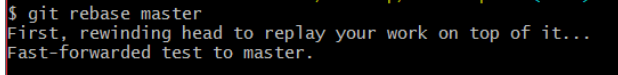 $ git rebase master
First, rewinding head to replay your work on top of it...
Fast-forwarded test to master.